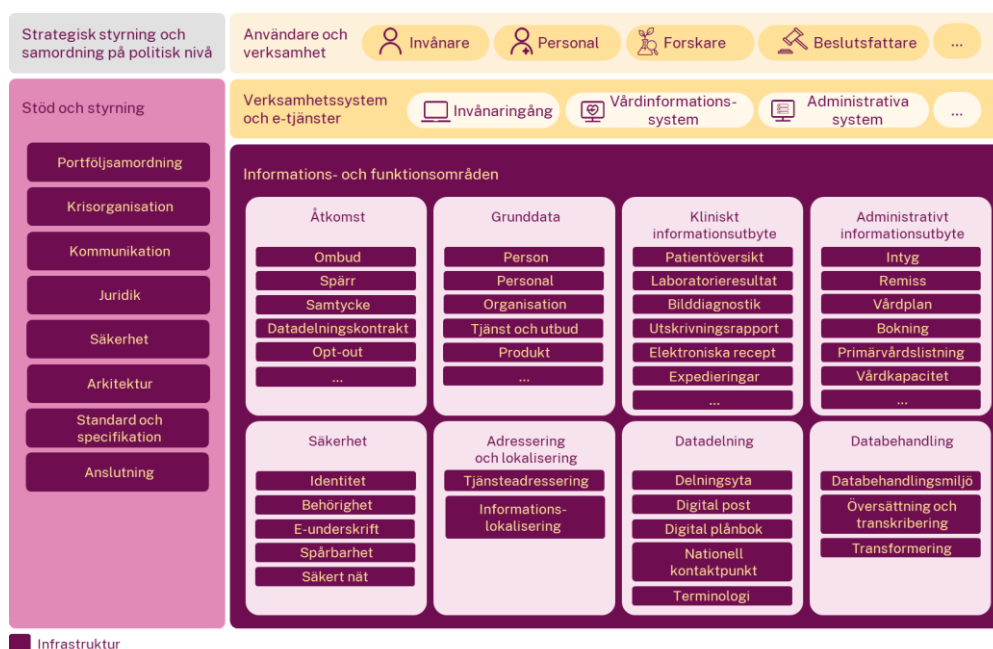 Strategisk styrning och
samordning på politisk nivå
Användare och
verksamhet
Invånare
Personal
Forskare
Beslutsfattare
...
Stöd och styrning
Portföljsamordning
Krisorganisation
Kommunikation
Juridik
Säkerhet
Arkitektur
Standard och
specifikation
Anslutning
Verksamhetssystem
och e-tjänster
Invånaringång
Vårdinformations-
system
Administrativa
system
...
Informations- och funktionsområden
Åtkomst
Ombud
Spärr
Samtycke
Datadelningskontrakt
Opt-out
...
Grunddata
Person
Personal
Organisation
Tjänst och utbud
Produkt
...
Kliniskt
informationsutbyte
Patientöversikt
Laboratorieresultat
Bilddiagnostik
Utskrivningsrapport
Elektroniska recept
Expedieringar
...
Administrativt
informationsutbyte
Intyg
Remiss
Vårdplan
Bokning
Primärvårdslistning
Vårdkapacitet
...
Säkerhet
Identitet
Behörighet
E-underskrift
Spårbarhet
Säkert nät
Adressering
och lokalisering
Tjänsteadressering
Informations-
lokalisering
Datadelning
Delningsyta
Digital post
Digital plånbok
Nationell
kontaktpunkt
Terminologi
Databehandling
Databehandlingsmiljö
Översättning och
transkribering
Transformering
Infrastruktur